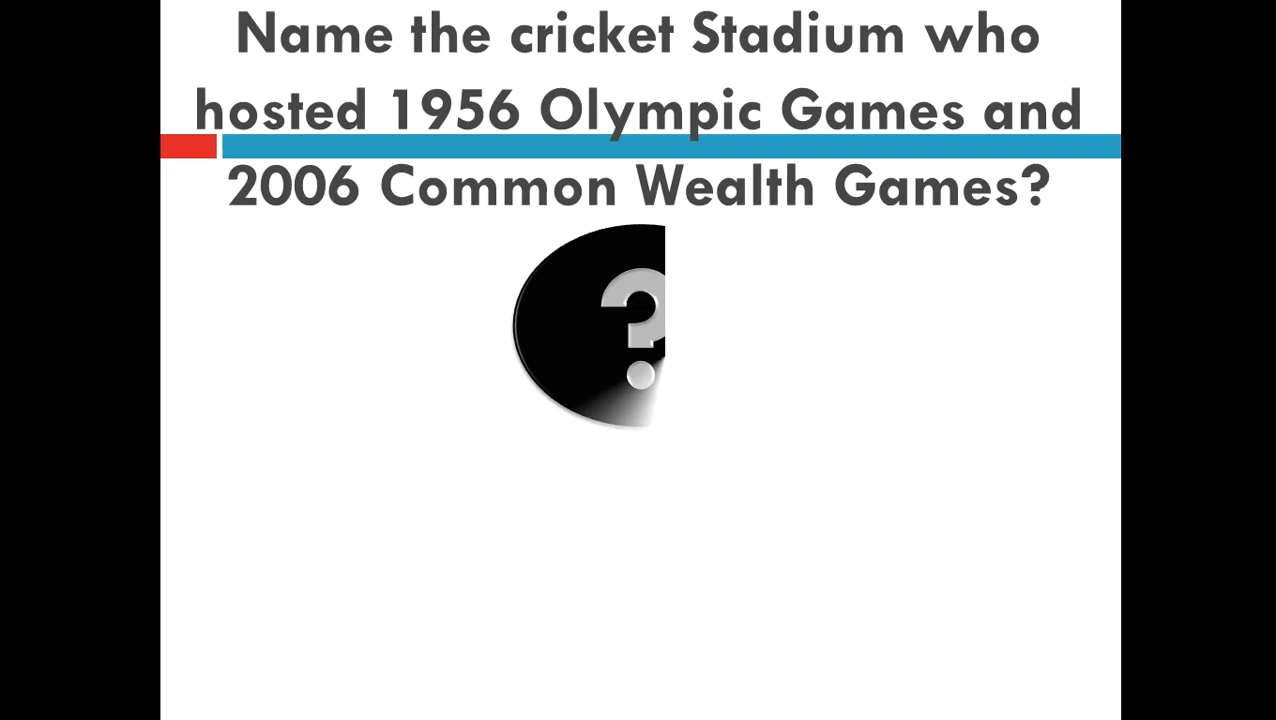 Name the cricket Stadium who
hosted 1956 Olympic Games and
2006 Common Wealth Games?
?